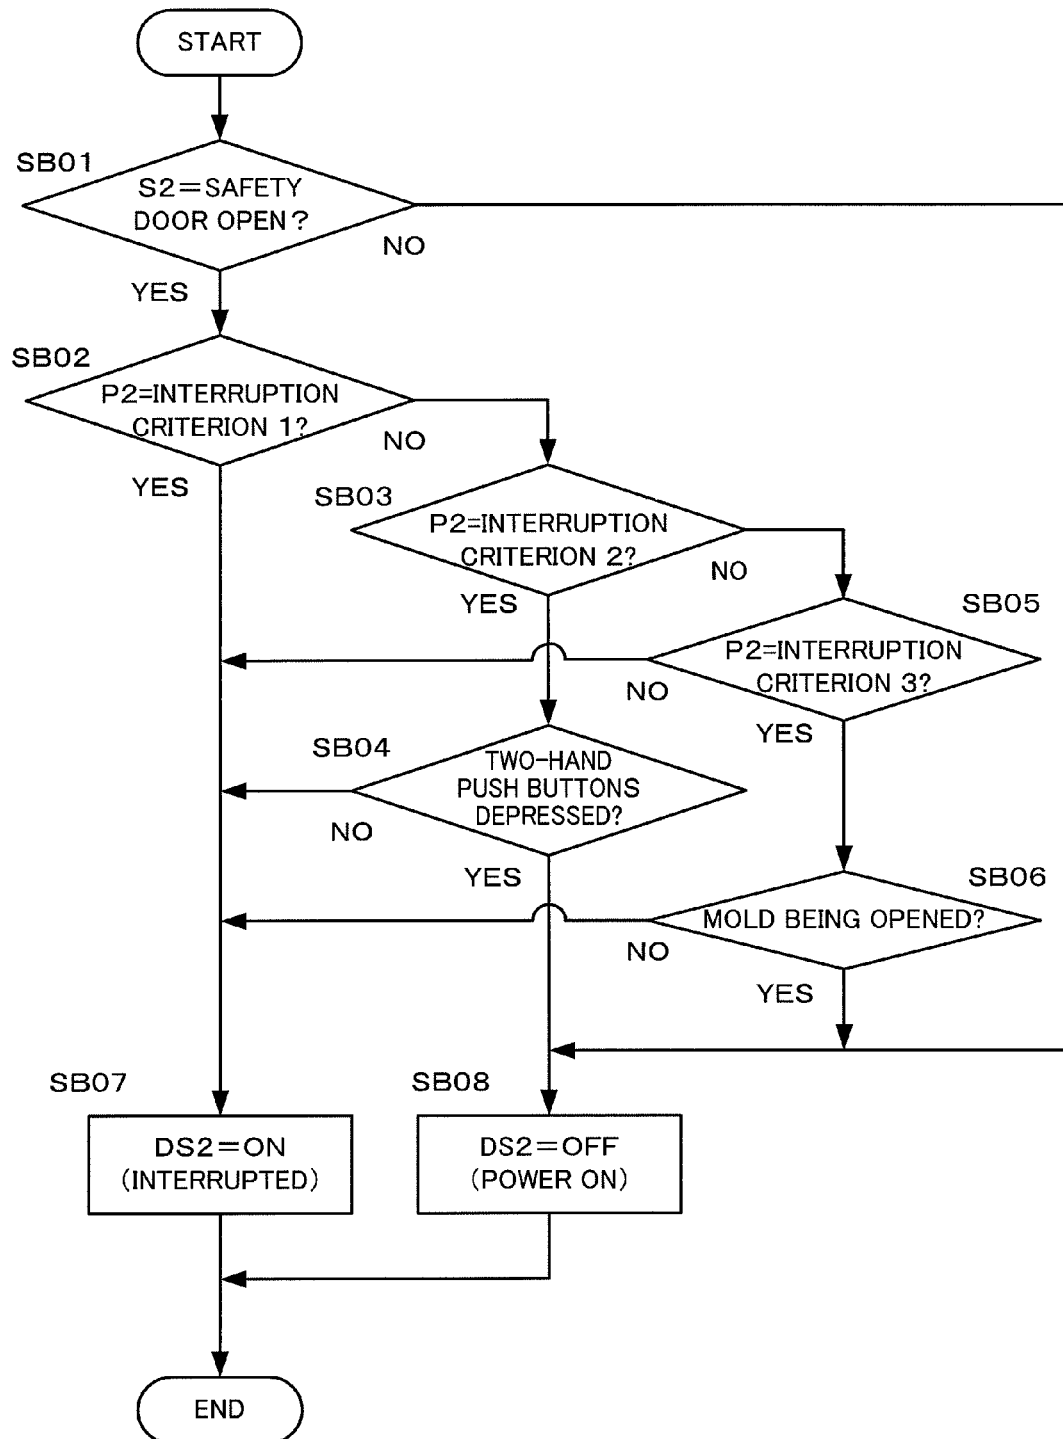 START
SB01
S2=SAFETY
DOOR OPEN?
NO
YES
SB02
P2=INTERRUPTION
CRITERION 1?
NO
YES
SB03
P2=INTERRUPTION
CRITERION 2?
NO
YES
SB05
P2=INTERRUPTION
CRITERION 3?
NO
YES
SB04
TWO-HAND
PUSH BUTTONS
DEPRESSED?
NO
YES
SB06
MOLD BEING OPENED?
NO
YES
SB07
DS2=ON
(INTERRUPTED)
SB08
DS2=OFF
(POWER ON)
END